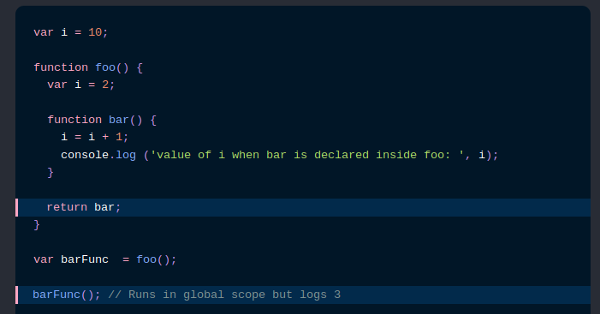 var i = 10;
function foo() {
var i = 2;
function bar() {
i = i + 1;
console.log ('value of i when bar is declared inside foo: ', i);
}
return bar;
}
var barFunc  = foo();
barFunc(); // Runs in global scope but logs 3